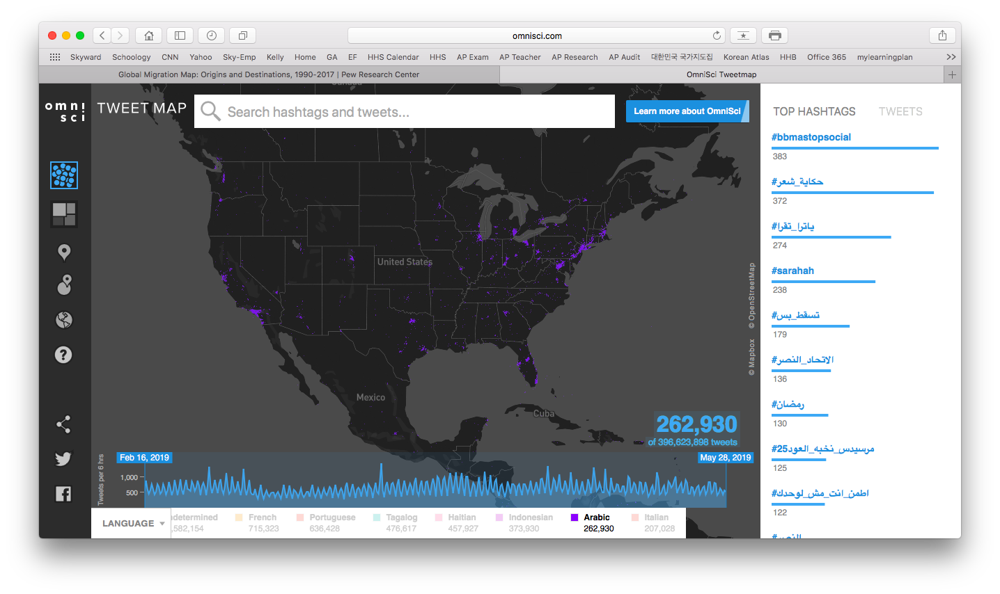 omnisci.com
Skyward Schoology CNN Yahoo Sky-Emp Kelly Home GA EF HHS Calendar HHS AP Exam AP Teacher AP Research AP Audit 대한민국 국가지도집 Korean Atlas HHB Office 365 mylearningplan >>
Global Migration Map: Origins and Destinations, 1990-2017 | Pew Research Center
OmniSci Tweetmap
omni
sci
TWEET MAP
Search hashtags and tweets...
Learn more about OmniSci
Canada
United States
Mexico
Cuba
© Mapbox © OpenStreetMap
262,930
of 396,623,898 tweets
Feb 16, 2019
May 28, 2019
Tweets per 6 hrs
1,000
500
LANGUAGE
ndetermined
,582,154
French
715,323
Portuguese
636,428
Tagalog
476,617
Haitian
457,927
Indonesian
373,930
Arabic
262,930
Italian
207,028
TOP HASHTAGS
TWEETS
#bbmastopsocial
383
#حكاية_شعر
372
#ياترا_تقرا
274
#sarahah
238
#تسقط_بس
179
#الاتحاد_النصر
136
#رمضان
130
#مرسيدس_نخبه_العود25
125
#اطمن_انت_مش_لوحدك
122